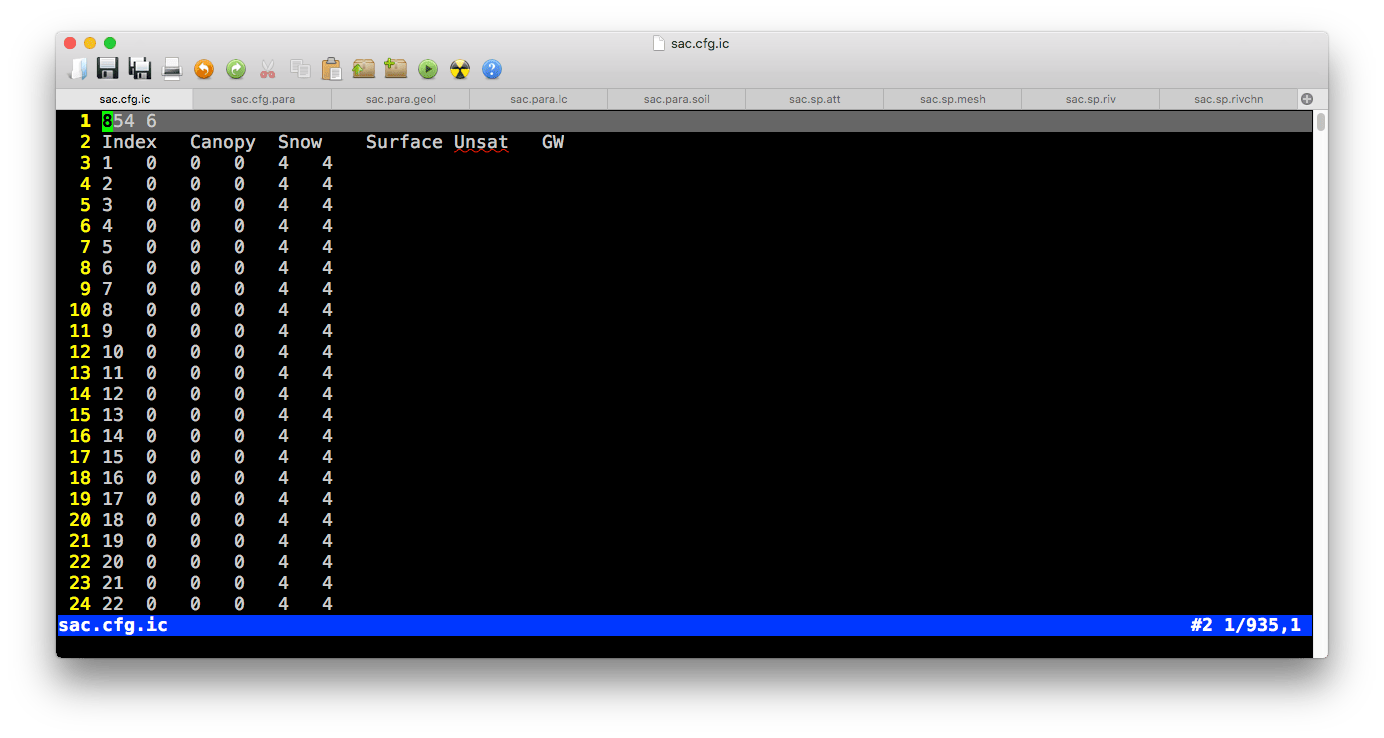 sac.cfg.ic
sac.cfg.ic sac.cfg.para sac.para.geol sac.para.lc sac.para.soil sac.sp.att sac.sp.mesh sac.sp.riv sac.sp.rivchn
1 854 6
2 Index Canopy Snow Surface Unsat GW
3 1 0 0 0 4 4
4 2 0 0 0 4 4
5 3 0 0 0 4 4
6 4 0 0 0 4 4
7 5 0 0 0 4 4
8 6 0 0 0 4 4
9 7 0 0 0 4 4
10 8 0 0 0 4 4
11 9 0 0 0 4 4
12 10 0 0 0 4 4
13 11 0 0 0 4 4
14 12 0 0 0 4 4
15 13 0 0 0 4 4
16 14 0 0 0 4 4
17 15 0 0 0 4 4
18 16 0 0 0 4 4
19 17 0 0 0 4 4
20 18 0 0 0 4 4
21 19 0 0 0 4 4
22 20 0 0 0 4 4
23 21 0 0 0 4 4
24 22 0 0 0 4 4
sac.cfg.ic #2 1/935,1